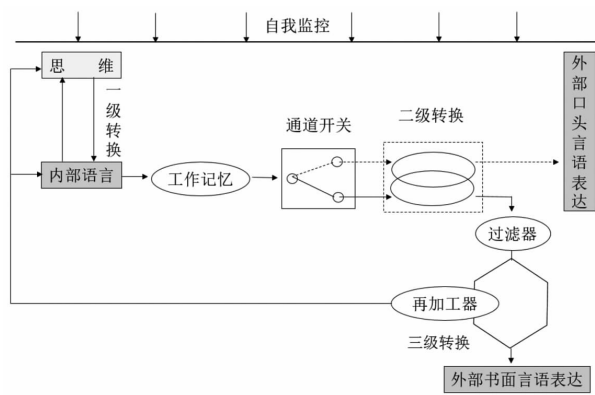 自我监控
思 维
一级转换
内部语言
工作记忆
通道开关
二级转换
外部口头言语表达
过滤器
再加工器
三级转换
外部书面言语表达